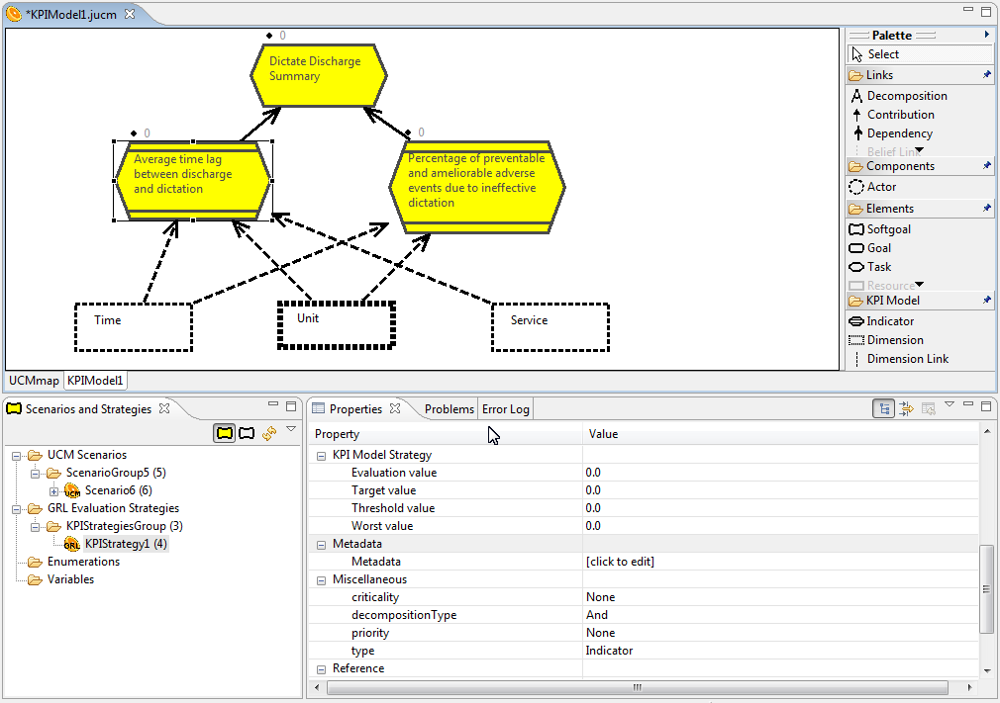 *KPIModel1.jucm
0
Dictate Discharge
Summary
0
Average time lag
between discharge
and dictation
0
Percentage of preventable
and ameliorable adverse
events due to ineffective
dictation
Time
Unit
Service
UCMmap
KPIModel1
Palette
Select
Links
Decomposition
Contribution
Dependency
Belief Link
Components
Actor
Elements
Softgoal
Goal
Task
Resource
KPI Model
Indicator
Dimension
Dimension Link
Scenarios and Strategies
UCM Scenarios
ScenarioGroup5 (5)
UCM Scenario6 (6)
GRL Evaluation Strategies
KPIStrategiesGroup (3)
GRL KPIStrategy1 (4)
Enumerations
Variables
Properties Problems Error Log
Property Value
KPI Model Strategy
Evaluation value 0.0
Target value 0.0
Threshold value 0.0
Worst value 0.0
Metadata
Metadata [click to edit]
Miscellaneous
criticality None
decompositionType And
priority None
type Indicator
Reference